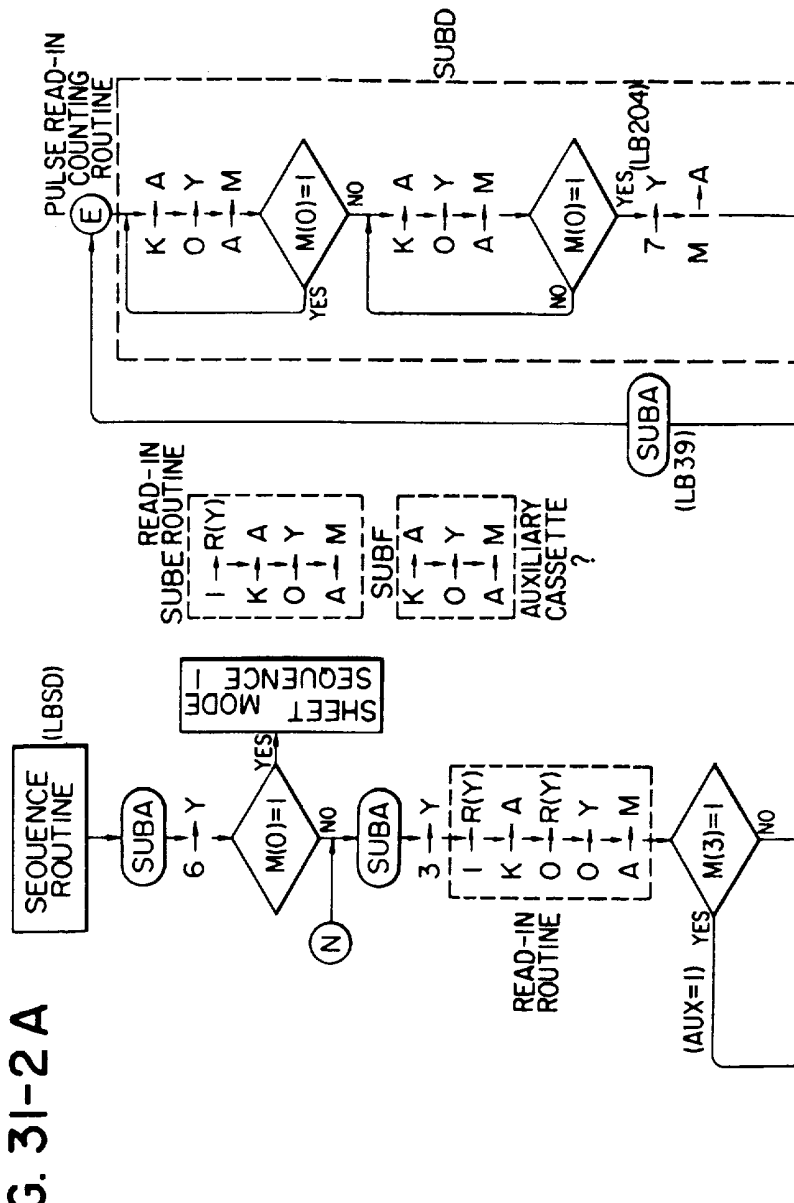 G. 31-2 A
SEQUENCE
ROUTINE
(LBSD)
SUBA
6 → Y
M(0)=1
YES
NO
SHEET MODE
SEQUENCE 1
N
SUBA
3 → Y
READ-IN
ROUTINE
I → R(Y)
K → A
O → R(Y)
O → Y
A → M
M(3)=1
(AUX=1) YES
NO
READ-IN
SUBE ROUTINE
I → R(Y)
K → A
O → Y
A → M
SUBF
K → A
O → Y
A → M
AUXILIARY
CASSETTE
?
PULSE READ-IN
COUNTING
ROUTINE
E
K → A
O → Y
A → M
M(0)=1
YES
NO
K → A
O → Y
A → M
M(0)=1
NO
YES (LB204)
7 → Y
M → A
SUBD
SUBA
(LB39)